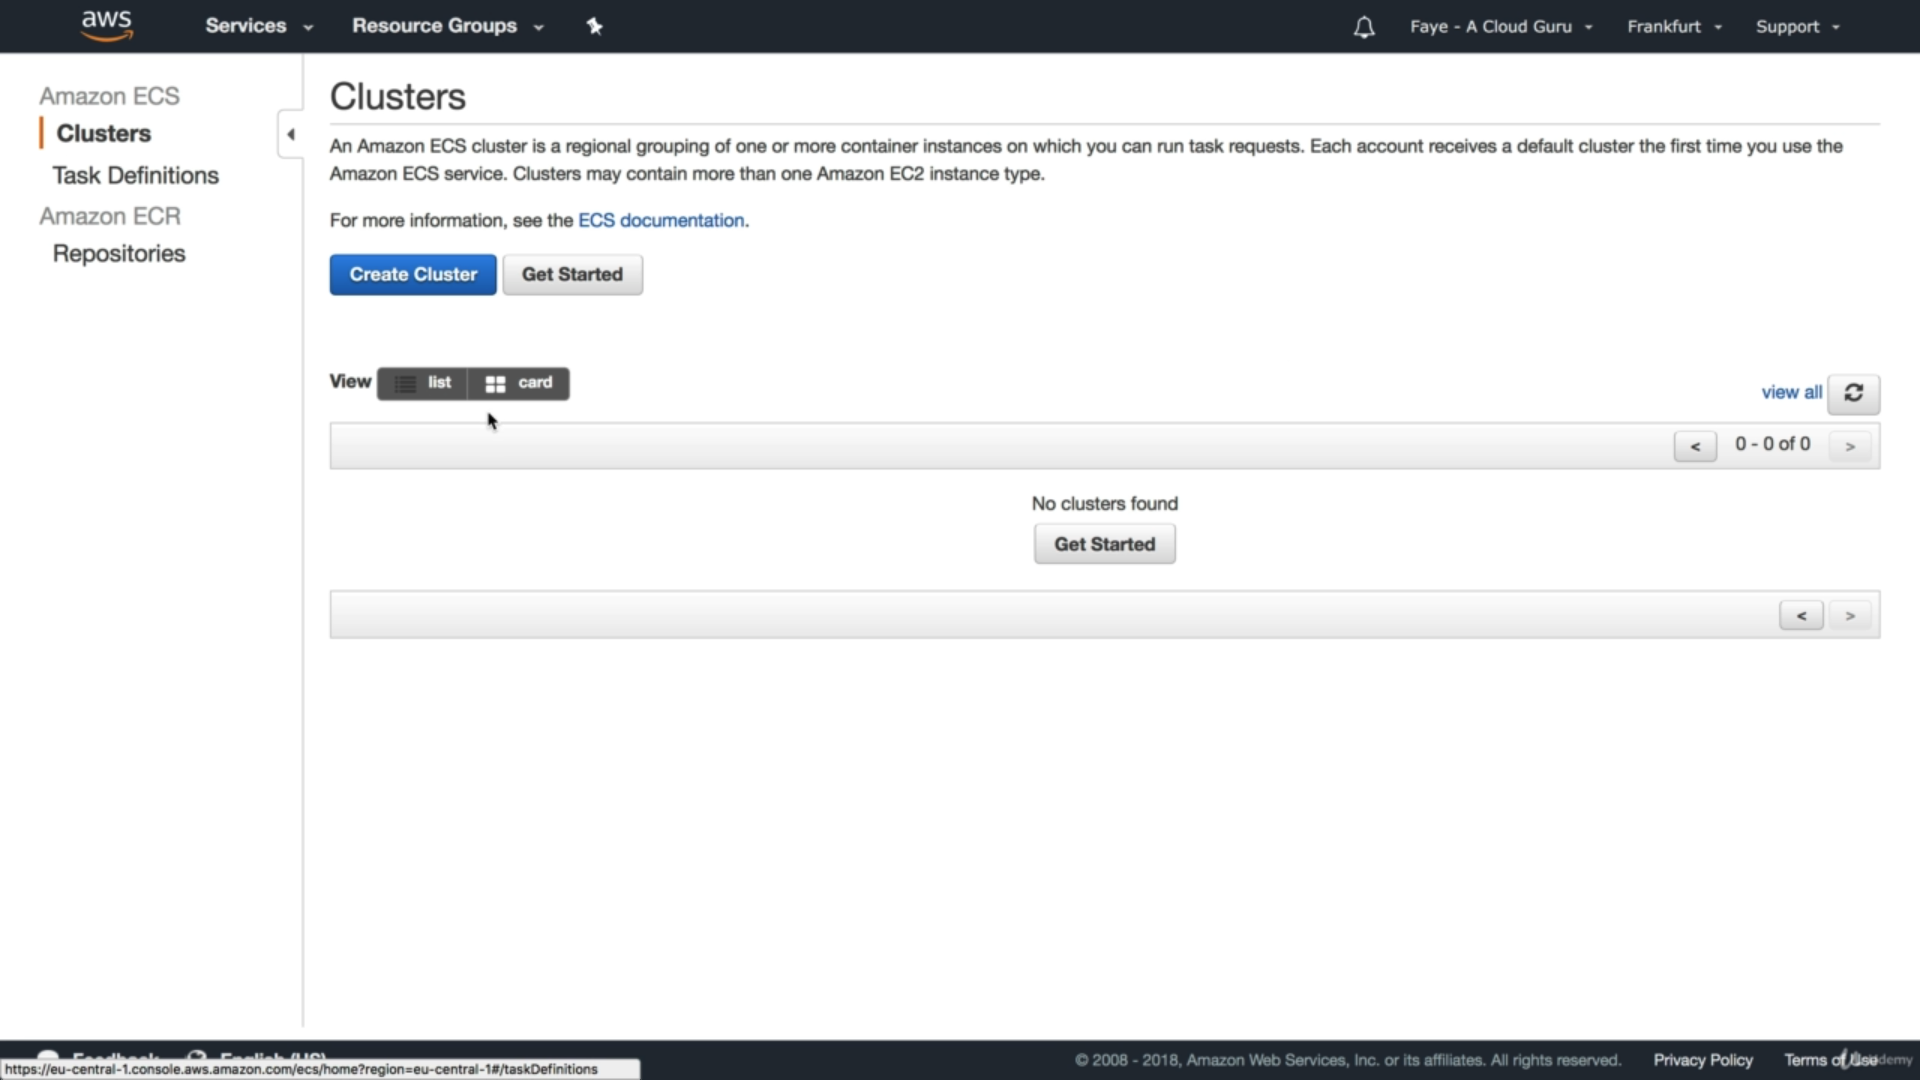 aws
Services
Resource Groups
Faye - A Cloud Guru
Frankfurt
Support
Amazon ECS
Clusters
Task Definitions
Amazon ECR
Repositories
Clusters
An Amazon ECS cluster is a regional grouping of one or more container instances on which you can run task requests. Each account receives a default cluster the first time you use the
Amazon ECS service. Clusters may contain more than one Amazon EC2 instance type.
For more information, see the ECS documentation.
Create Cluster
Get Started
View
list
card
view all
< 0 - 0 of 0 >
No clusters found
Get Started
< >
Feedback
English (US)
https://eu-central-1.console.aws.amazon.com/ecs/home?region=eu-central-1#/taskDefinitions
© 2008 - 2018, Amazon Web Services, Inc. or its affiliates. All rights reserved.
Privacy Policy
Terms of Use